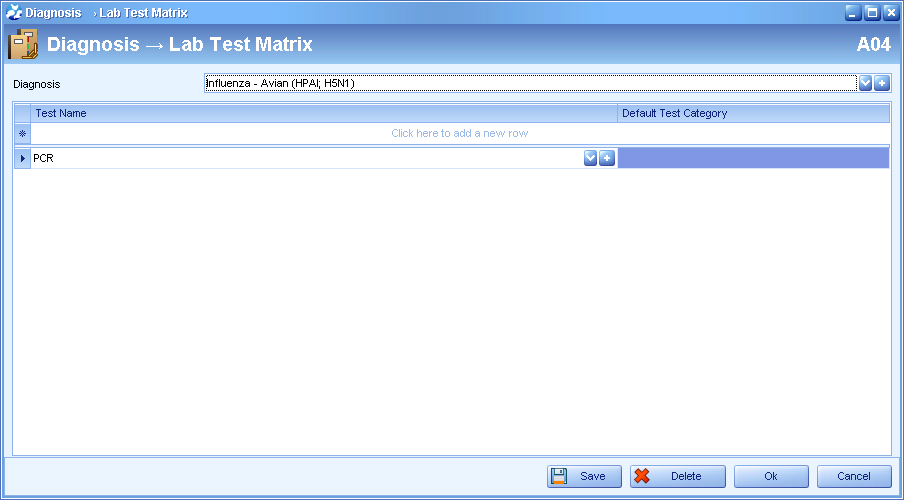 Diagnosis → Lab Test Matrix
Diagnosis → Lab Test Matrix A04
Diagnosis Influenza - Avian (HPAI; H5N1)
Test Name Default Test Category
Click here to add a new row
PCR
Save Delete Ok Cancel